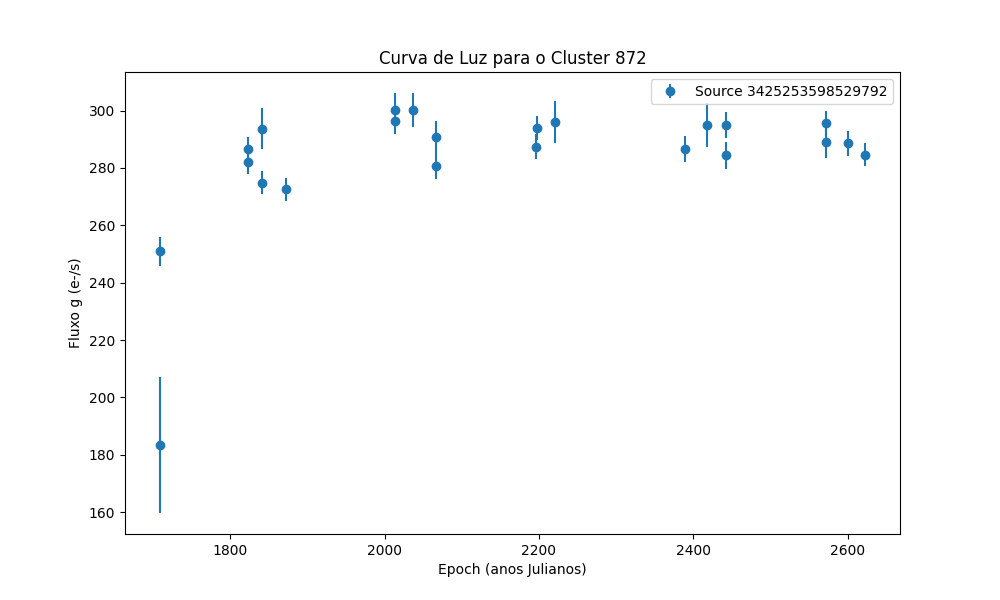 Curva de Luz para o Cluster 872
Source 3425253598529792
300
280
260
240
220
200
180
160
Fluxo g (e-/s)
1800 2000 2200 2400 2600
Epoch (anos Julianos)